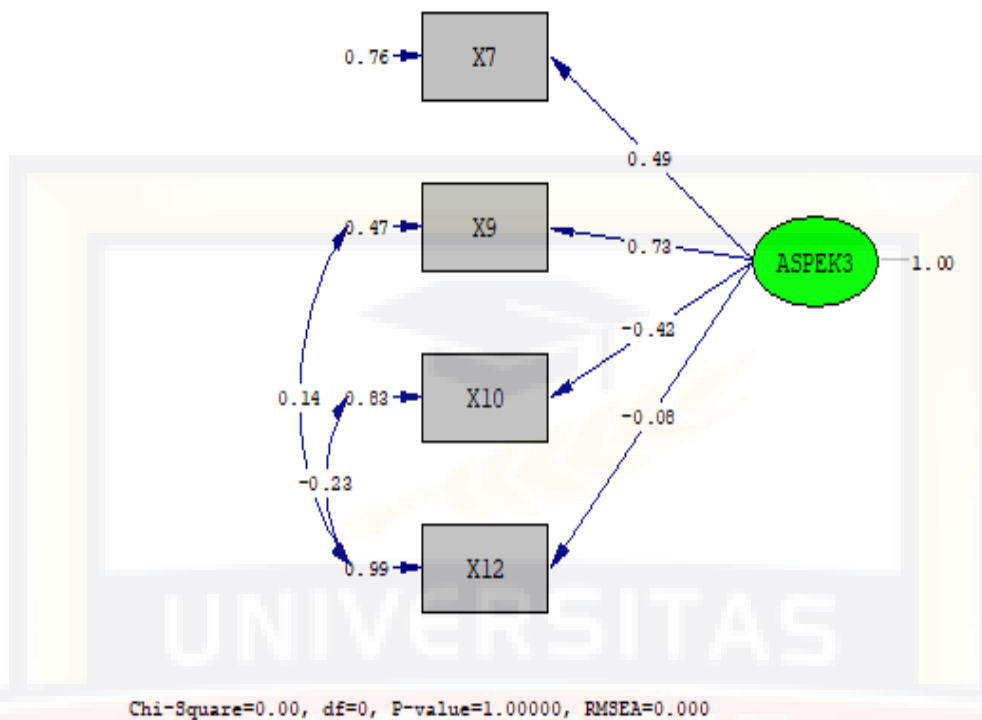 0.76
X7
0.49
0.47
X9
0.73
ASPEK3
1.00
-0.42
0.14
0.83
X10
-0.08
-0.23
0.99
X12
UNIVERSITAS
Chi-Square=0.00, df=0, P-value=1.00000, RMSEA=0.000